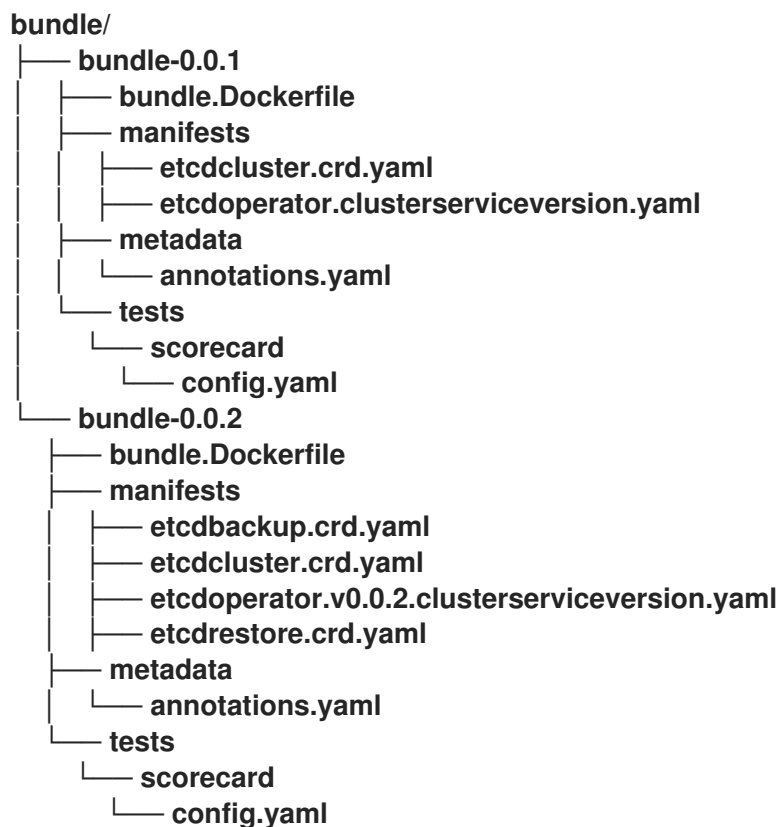 bundle/
├── bundle-0.0.1
│   ├── bundle.Dockerfile
│   ├── manifests
│   │   ├── etcdcluster.crd.yaml
│   │   ├── etcdoperator.clusterserviceversion.yaml
│   ├── metadata
│   │   └── annotations.yaml
│   └── tests
│       └── scorecard
│           └── config.yaml
└── bundle-0.0.2
    ├── bundle.Dockerfile
    ├── manifests
    │   ├── etcdbackup.crd.yaml
    │   ├── etcdcluster.crd.yaml
    │   ├── etcdoperator.v0.0.2.clusterserviceversion.yaml
    │   ├── etcdrestore.crd.yaml
    ├── metadata
    │   └── annotations.yaml
    └── tests
        └── scorecard
            └── config.yaml